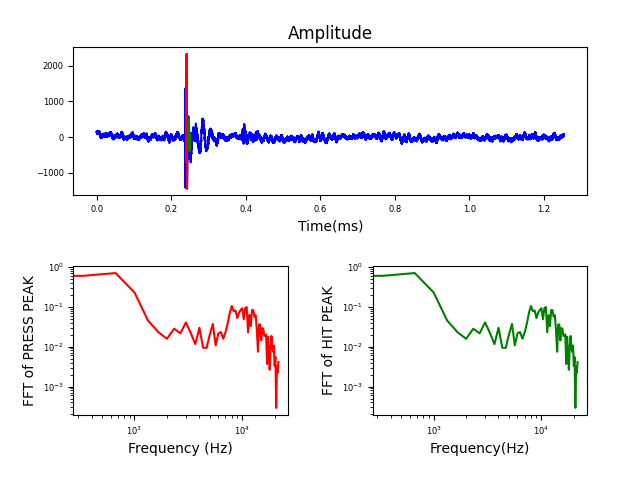 Amplitude
2000
1000
0
−1000
0.0 0.2 0.4 0.6 0.8 1.0 1.2
Time(ms)
FFT of PRESS PEAK
10⁰
10⁻¹
10⁻²
10⁻³
10³ 10⁴
Frequency (Hz)
FFT of HIT PEAK
10⁰
10⁻¹
10⁻²
10⁻³
10³ 10⁴
Frequency(Hz)